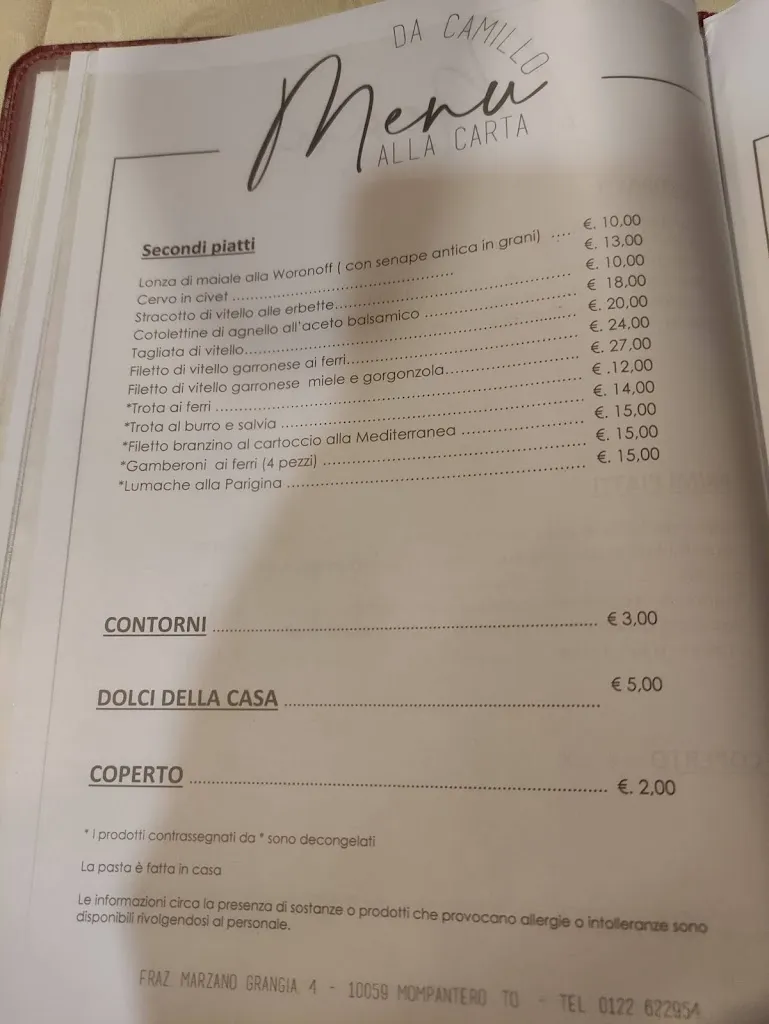 DA CAMILLO
Menu
ALLA CARTA
Secondi piatti
Lonza di maiale alla Woronoff ( con senape antica in grani) .... €. 10,00
Cervo in civet ........................................ €. 13,00
Stracotto di vitello alle erbette........................................ €. 10,00
Cotolettine di agnello all'aceto balsamico ........................................ € 18,00
Tagliata di vitello........................................ €. 20,00
Filetto di vitello garronese ai ferri........................................ €. 24,00
Filetto di vitello garronese miele e gorgonzola........................................ €. 27,00
*Trota ai ferri ........................................ € .12,00
*Trota al burro e salvia ........................................ €. 14,00
*Filetto branzino al cartoccio alla Mediterranea ........................................ €. 15,00
*Gamberoni ai ferri (4 pezzi) ........................................ €. 15,00
*Lumache alla Parigina ........................................ €. 15,00
CONTORNI ........................................ € 3,00
DOLCI DELLA CASA ........................................ € 5,00
COPERTO ........................................ €. 2,00
* I prodotti contrassegnati da * sono decongelati
La pasta è fatta in casa
Le informazioni circa la presenza di sostanze o prodotti che provocano allergie o intolleranze sono
disponibili rivolgendosi al personale.
FRAZ. MARZANO GRANGIA 4 - 10059 MOMPANTERO TO - TEL 0122 622954